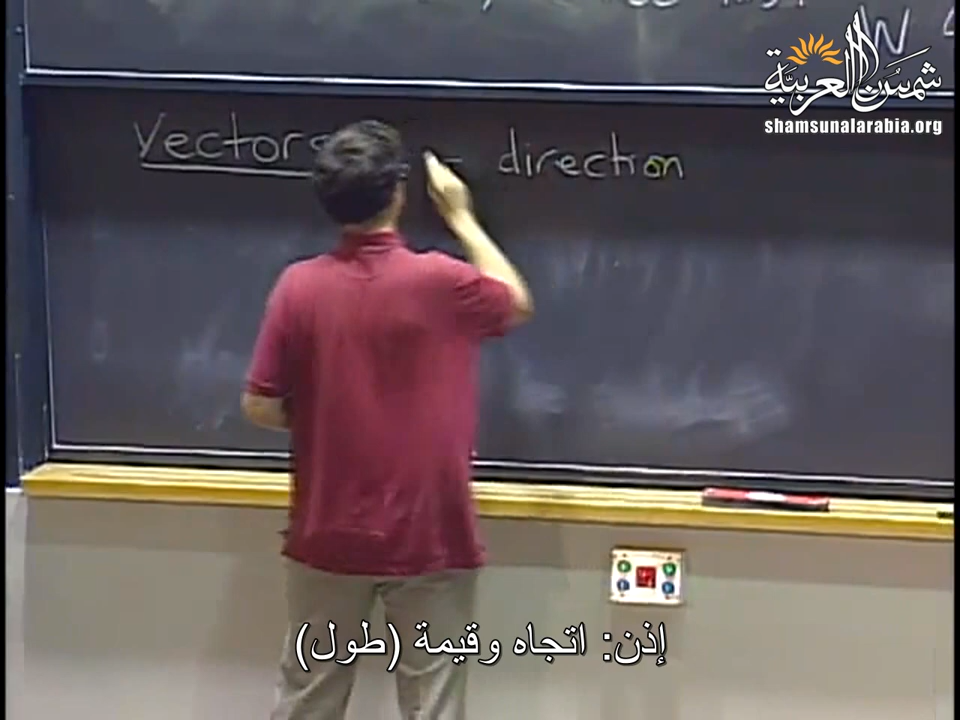 W
شمس العربية
shamsunalarabia.org
Vectors - direction
إذن: اتجاه وقيمة (طول)